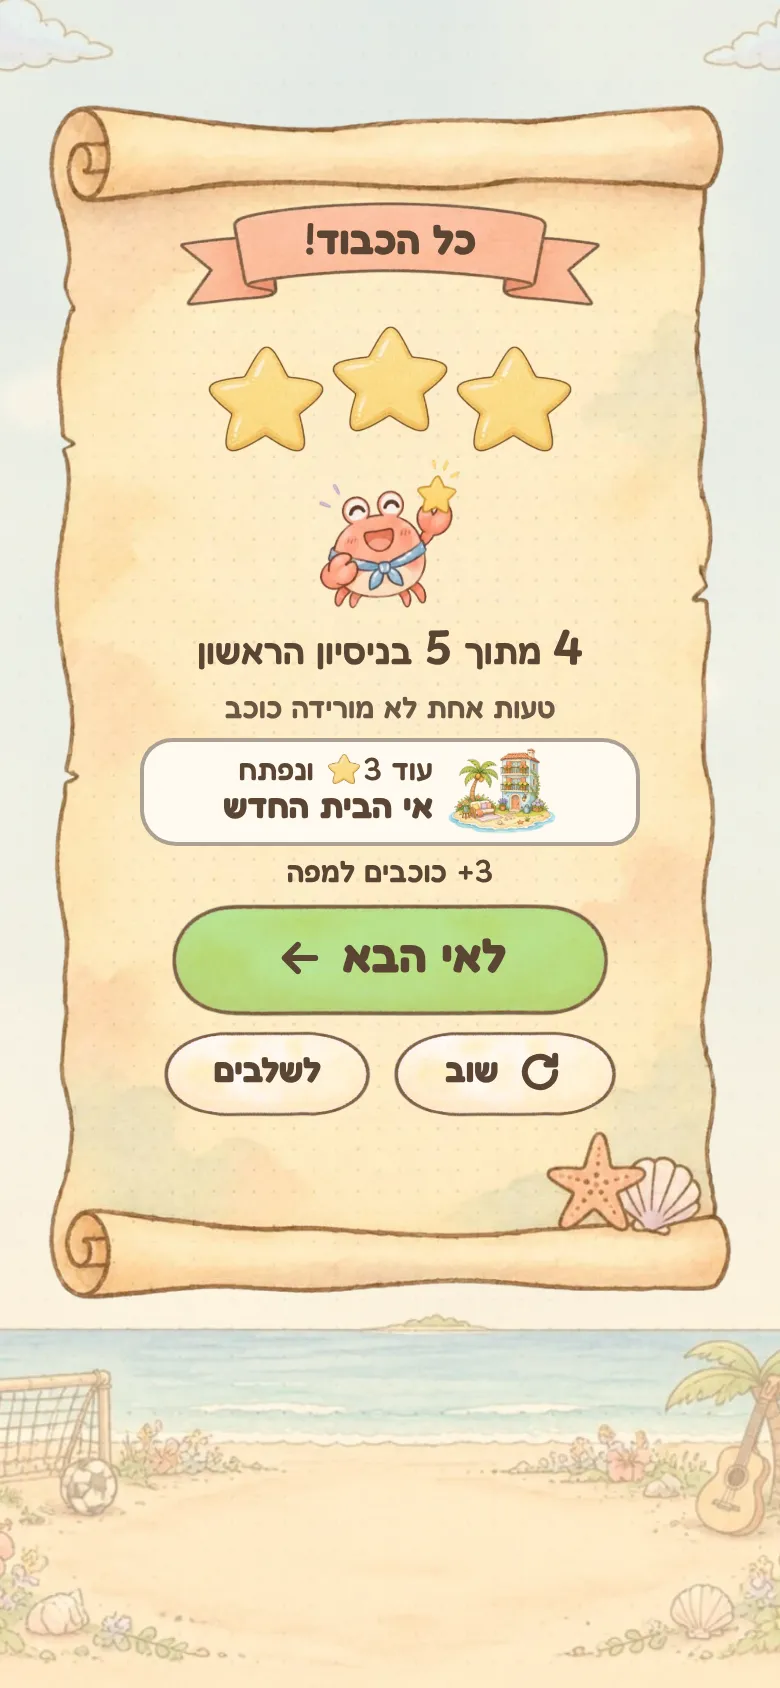 כל הכבוד!
4 מתוך 5 בניסיון הראשון
טעות אחת לא מורידה כוכב
עוד 3⭐ ונפתח
אי הבית החדש
+3 כוכבים למפה
לאי הבא ←
שוב
לשלבים